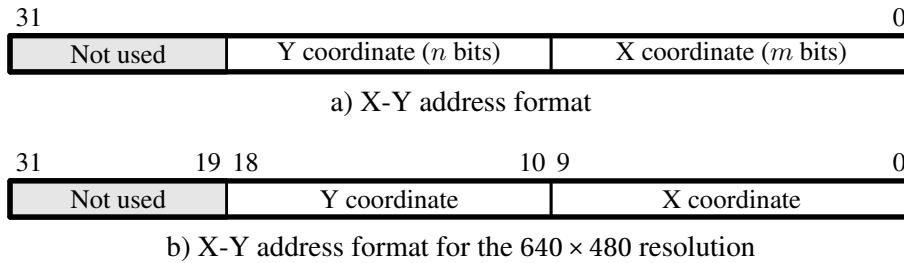 31 0
Not used Y coordinate (n bits) X coordinate (m bits)
a) X-Y address format
31 19 18 10 9 0
Not used Y coordinate X coordinate
b) X-Y address format for the 640 × 480 resolution